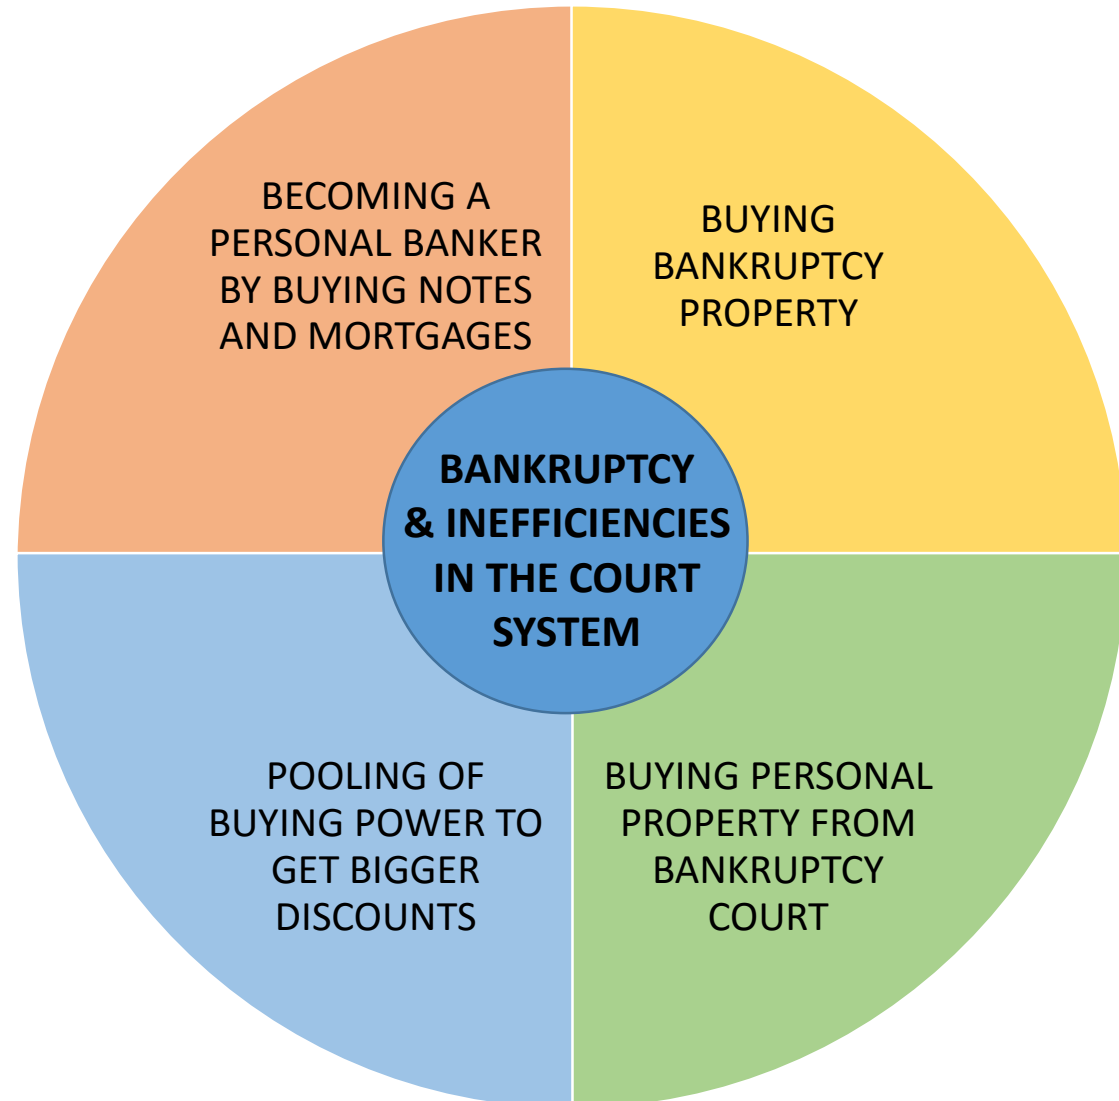 BECOMING A
PERSONAL BANKER
BY BUYING NOTES
AND MORTGAGES
BUYING
BANKRUPTCY
PROPERTY
BANKRUPTCY
& INEFFICIENCIES
IN THE COURT
SYSTEM
POOLING OF
BUYING POWER TO
GET BIGGER
DISCOUNTS
BUYING PERSONAL
PROPERTY FROM
BANKRUPTCY
COURT